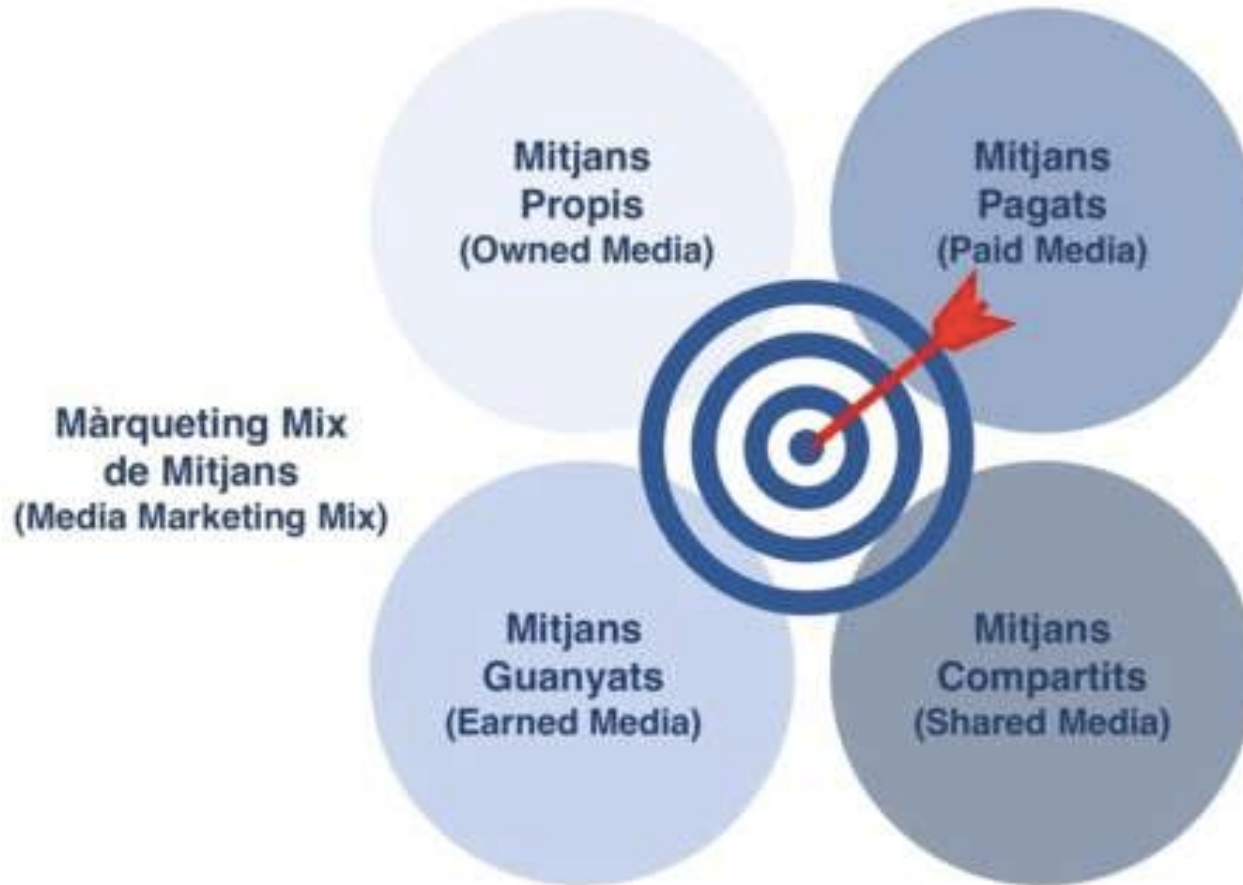 Mitjans
Propis
(Owned Media)
Mitjans
Pagats
(Paid Media)
Màrqueting Mix
de Mitjans
(Media Marketing Mix)
Mitjans
Guanyats
(Earned Media)
Mitjans
Compartits
(Shared Media)